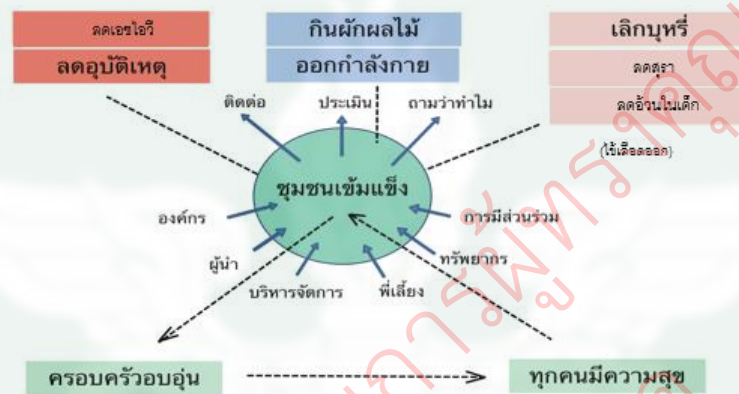 ลดเอชไอวี
ลดอุบัติเหตุ
กินผักผลไม้
ออกกำลังกาย
เลิกบุหรี่
ลดสุรา
ลดอ้วนในเด็ก
(ไข้เลือดออก)
ติดต่อ
ประเมิน
ถามว่าทำไม
ชุมชนเข้มแข็ง
องค์กร
การมีส่วนร่วม
ผู้นำ
ทรัพยากร
บริหารจัดการ
พี่เลี้ยง
ครอบครัวอบอุ่น
ทุกคนมีความสุข